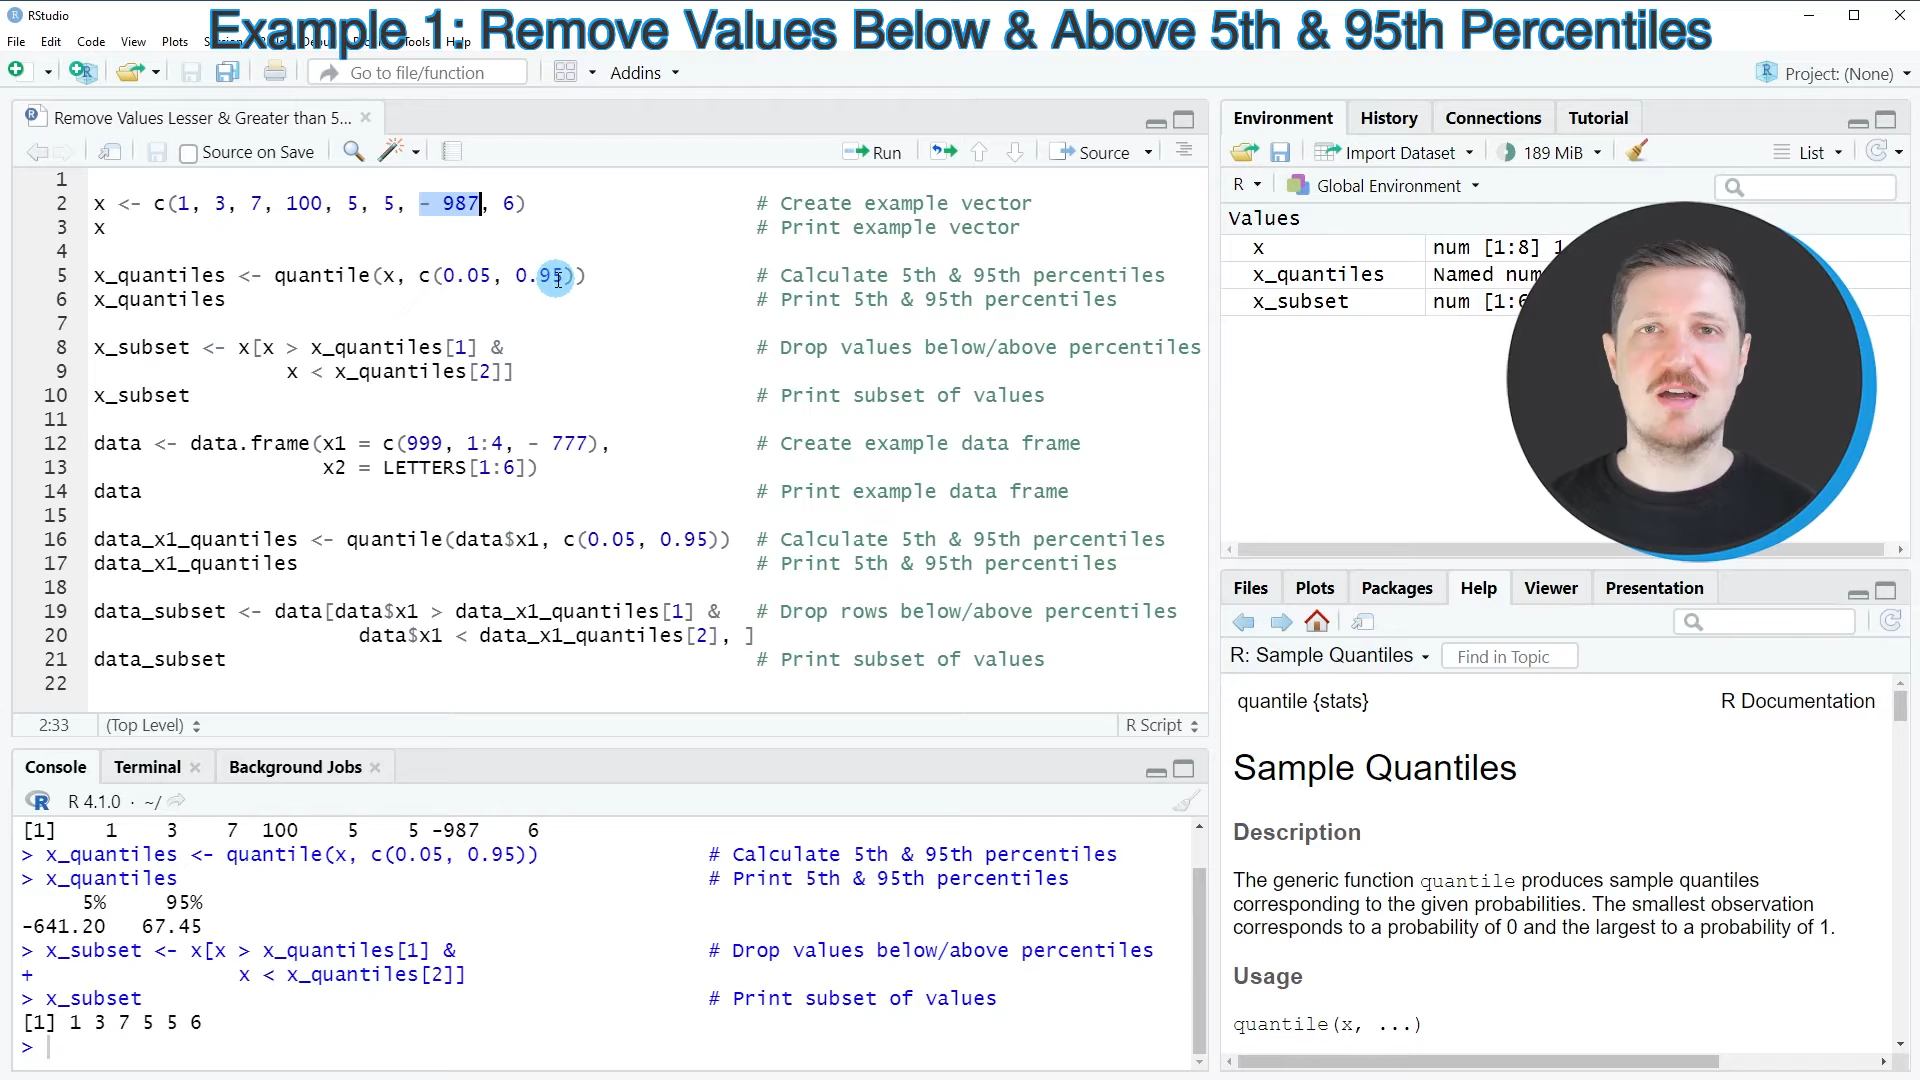 RStudio
Example 1: Remove Values Below & Above 5th & 95th Percentiles
File Edit Code View Plots Tools Help
Go to file/function Addins Project: (None)
Remove Values Lesser & Greater than 5...
Source on Save Run Source
1
2 x <- c(1, 3, 7, 100, 5, 5, - 987, 6) # Create example vector
3 x # Print example vector
4
5 x_quantiles <- quantile(x, c(0.05, 0.95)) # Calculate 5th & 95th percentiles
6 x_quantiles # Print 5th & 95th percentiles
7
8 x_subset <- x[x > x_quantiles[1] & # Drop values below/above percentiles
9 x < x_quantiles[2]]
10 x_subset # Print subset of values
11
12 data <- data.frame(x1 = c(999, 1:4, - 777), # Create example data frame
13 x2 = LETTERS[1:6])
14 data # Print example data frame
15
16 data_x1_quantiles <- quantile(data$x1, c(0.05, 0.95)) # Calculate 5th & 95th percentiles
17 data_x1_quantiles # Print 5th & 95th percentiles
18
19 data_subset <- data[data$x1 > data_x1_quantiles[1] & # Drop rows below/above percentiles
20 data$x1 < data_x1_quantiles[2], ]
21 data_subset # Print subset of values
22
2:33 (Top Level) R Script
Console Terminal Background Jobs
R 4.1.0 · ~/
[1] 1 3 7 100 5 5 -987 6
> x_quantiles <- quantile(x, c(0.05, 0.95)) # Calculate 5th & 95th percentiles
> x_quantiles # Print 5th & 95th percentiles
5% 95%
-641.20 67.45
> x_subset <- x[x > x_quantiles[1] & # Drop values below/above percentiles
+ x < x_quantiles[2]]
> x_subset # Print subset of values
[1] 1 3 7 5 5 6
>
Environment History Connections Tutorial
Import Dataset 189 MiB List
R Global Environment
Values
x num [1:8] 1
x_quantiles Named num
x_subset num [1:6
Files Plots Packages Help Viewer Presentation
R: Sample Quantiles Find in Topic
quantile {stats} R Documentation
Sample Quantiles
Description
The generic function quantile produces sample quantiles
corresponding to the given probabilities. The smallest observation
corresponds to a probability of 0 and the largest to a probability of 1.
Usage
quantile(x, ...)